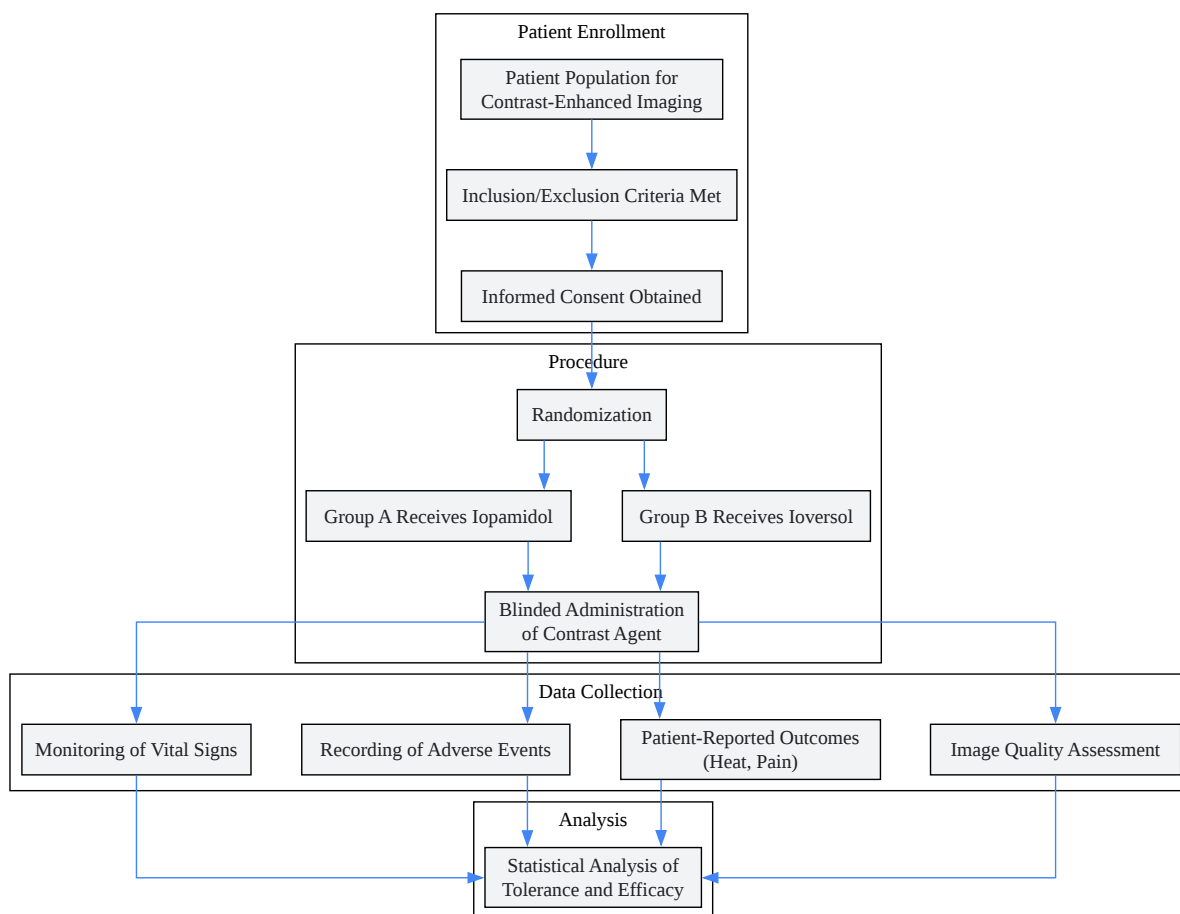 Patient Enrollment
Patient Population for
Contrast-Enhanced Imaging
Inclusion/Exclusion Criteria Met
Informed Consent Obtained
Procedure
Randomization
Group A Receives Iopamidol
Group B Receives Ioversol
Blinded Administration
of Contrast Agent
Data Collection
Monitoring of Vital Signs
Recording of Adverse Events
Patient-Reported Outcomes
(Heat, Pain)
Image Quality Assessment
Analysis
Statistical Analysis of
Tolerance and Efficacy